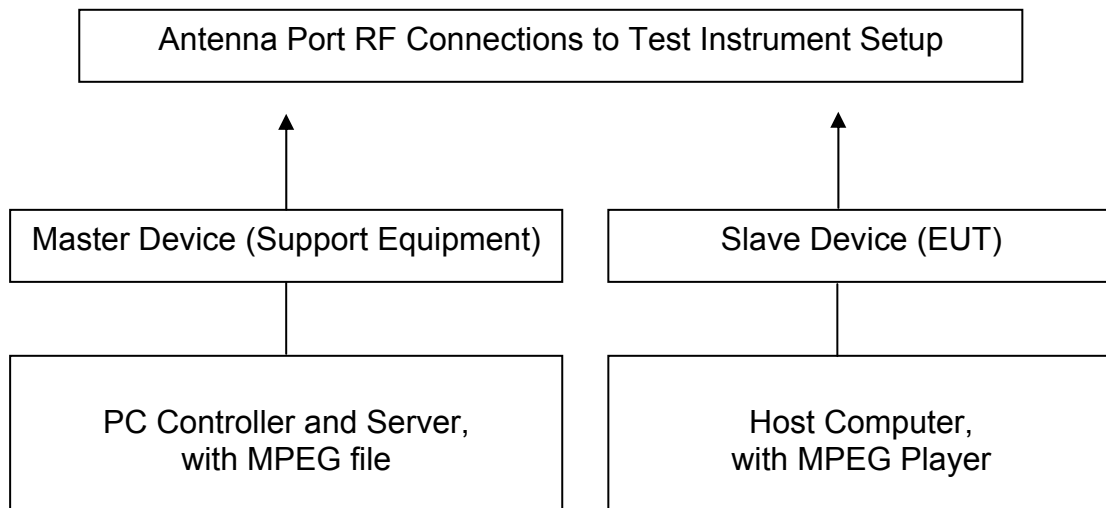 Antenna Port RF Connections to Test Instrument Setup
Master Device (Support Equipment)
Slave Device (EUT)
PC Controller and Server,
with MPEG file
Host Computer,
with MPEG Player